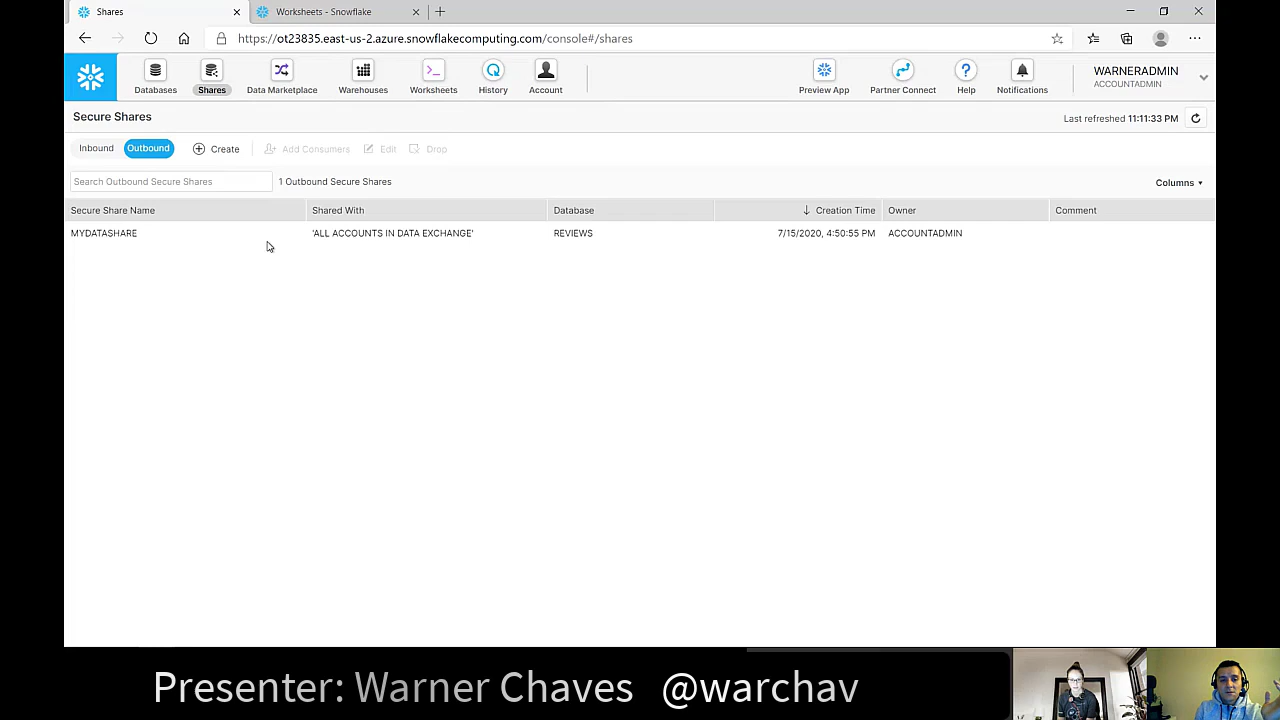 Shares
Worksheets - Snowflake
https://ot23835.east-us-2.azure.snowflakecomputing.com/console#/shares
Databases
Shares
Data Marketplace
Warehouses
Worksheets
History
Account
Preview App
Partner Connect
Help
Notifications
WARNERADMIN
ACCOUNTADMIN
Secure Shares
Last refreshed 11:11:33 PM
Inbound
Outbound
Create
Add Consumers
Edit
Drop
Search Outbound Secure Shares
1 Outbound Secure Shares
Columns
Secure Share Name
Shared With
Database
Creation Time
Owner
Comment
MYDATASHARE
'ALL ACCOUNTS IN DATA EXCHANGE'
REVIEWS
7/15/2020, 4:50:55 PM
ACCOUNTADMIN
Presenter: Warner Chaves @warchav